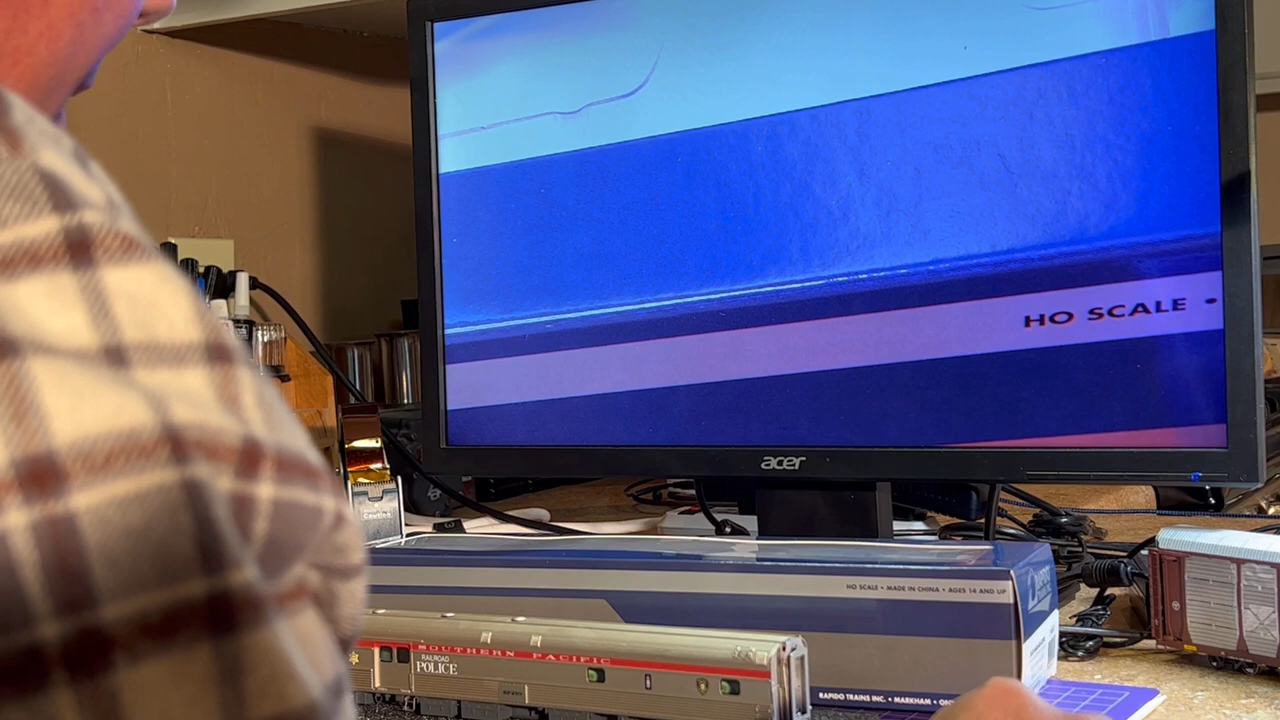 HO SCALE •
acer
Caution
HO SCALE • MADE IN CHINA • AGES 14 AND UP
SOUTHERN PACIFIC
RAILROAD
POLICE
RAPIDO TRAINS INC. • MARKHAM •